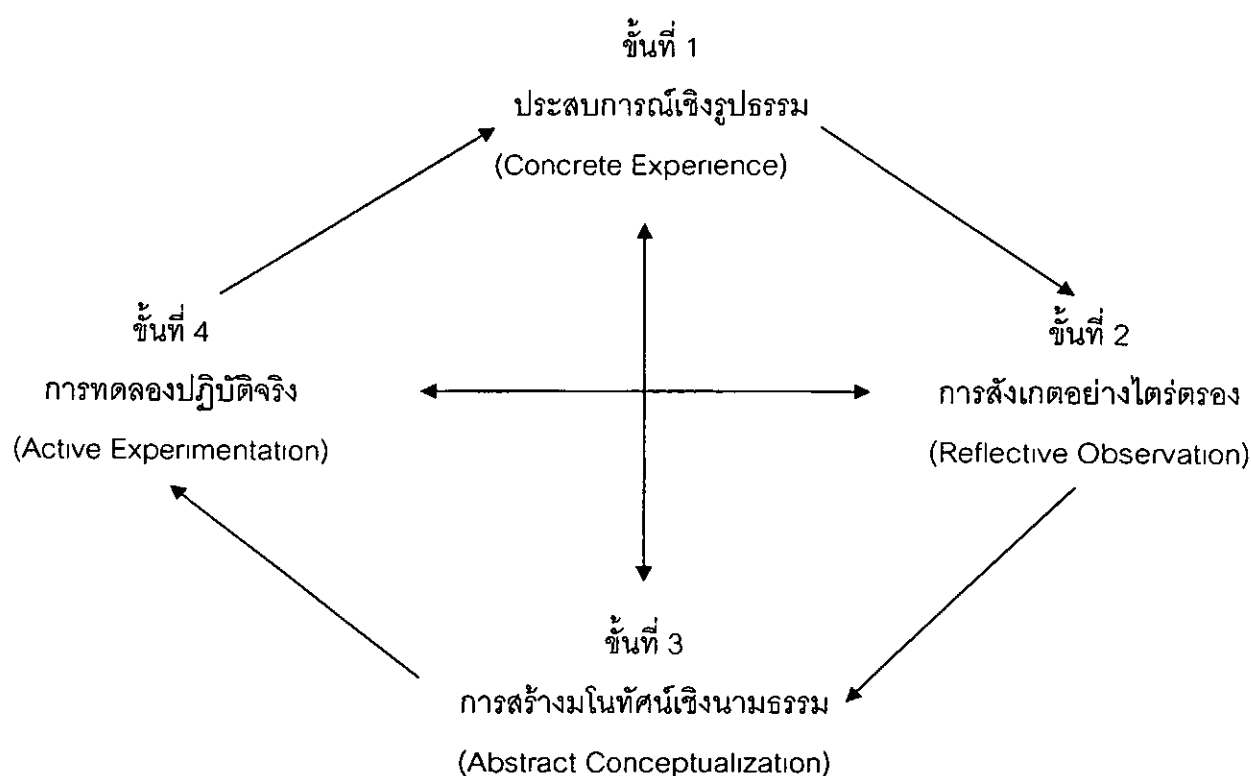 ขั้นที่ 1
ประสบการณ์เชิงรูปธรรม
(Concrete Experience)
ขั้นที่ 2
การสังเกตอย่างไตร่ตรอง
(Reflective Observation)
ขั้นที่ 3
การสร้างมโนทัศน์เชิงนามธรรม
(Abstract Conceptualization)
ขั้นที่ 4
การทดลองปฏิบัติจริง
(Active Experimentation)